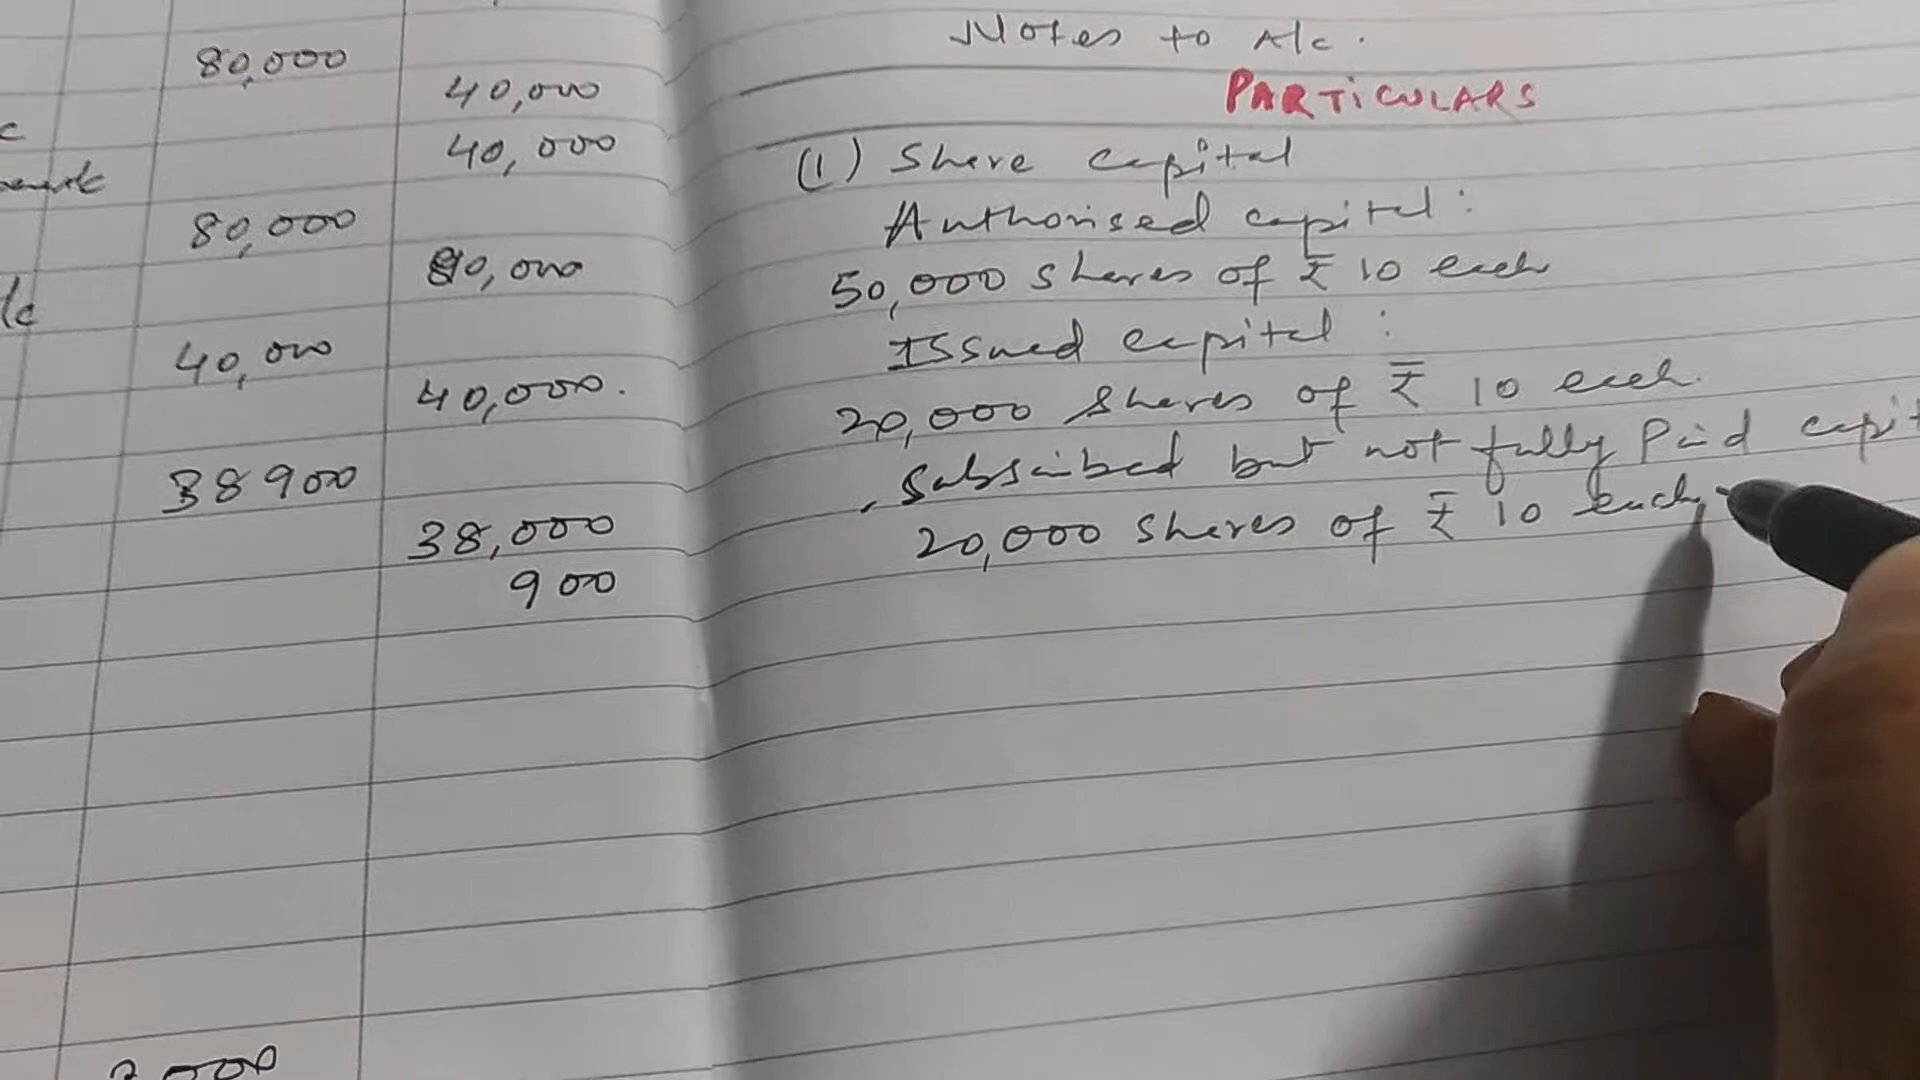 80,000
40,000
40,000
80,000
80,000
40,000
40,000.
38900
38,000
900
Notes to A/c.
PARTiCULARS
(1) Share capital
Authorised capital:
50,000 shares of ₹ 10 each
Issued capital:
20,000 shares of ₹ 10 each.
Subscribed but not fully Paid capit
20,000 shares of ₹ 10 each,